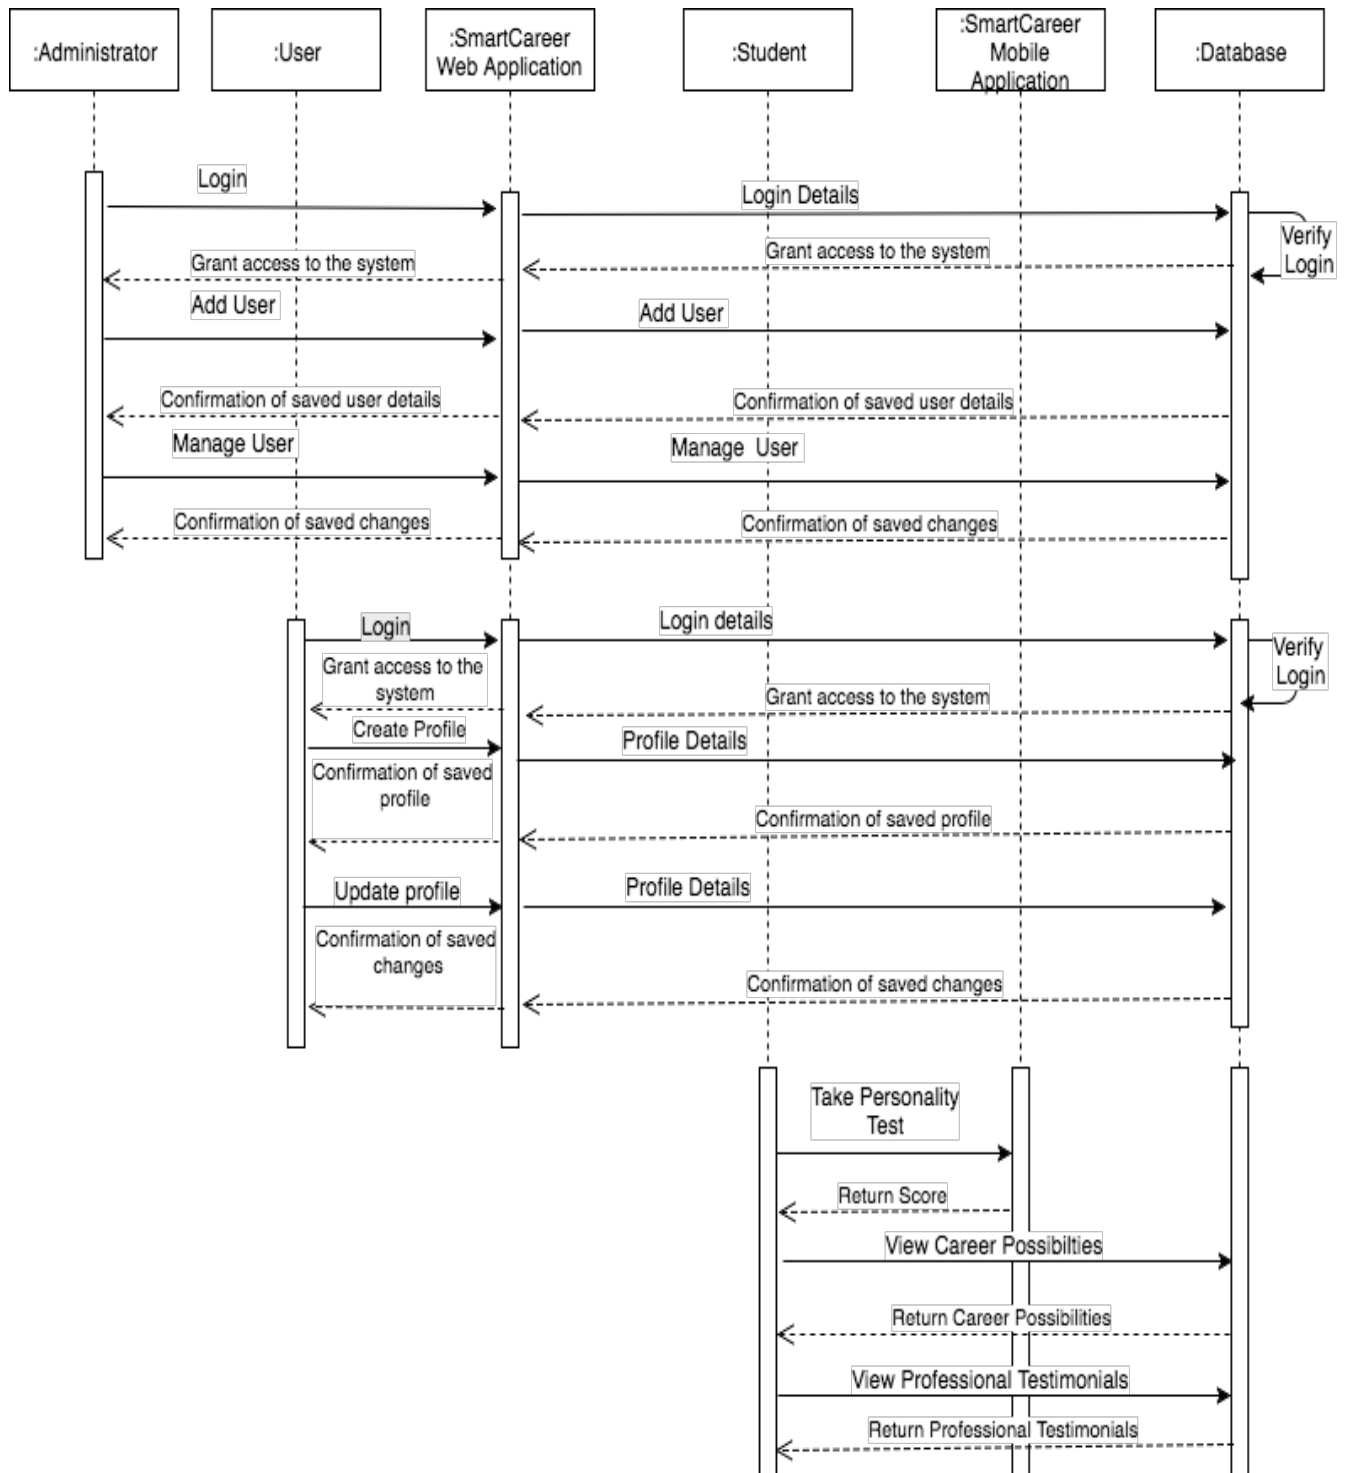 :Administrator
:User
:SmartCareer
Web Application
:Student
:SmartCareer
Mobile
Application
:Database
Login
Login Details
Verify
Login
Grant access to the system
Grant access to the system
Add User
Add User
Confirmation of saved user details
Confirmation of saved user details
Manage User
Manage  User
Confirmation of saved changes
Confirmation of saved changes
Login
Login details
Verify
Login
Grant access to the
system
Grant access to the system
Create Profile
Profile Details
Confirmation of saved
profile
Confirmation of saved profile
Update profile
Profile Details
Confirmation of saved
changes
Confirmation of saved changes
Take Personality
Test
Return Score
View Career Possibilties
Return Career Possibilities
View Professional Testimonials
Return Professional Testimonials